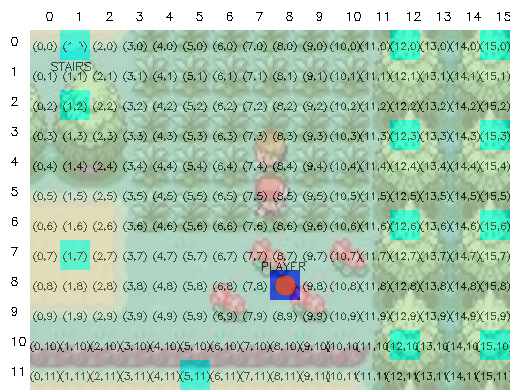 0 1 2 3 4 5 6 7 8 9 10 11 12 13 14 15
0 (0,0) (2,0) (3,0) (4,0) (5,0) (6,0) (7,0) (8,0) (9,0) (10,0) (11,0) (12,0) (13,0) (14,0) (15,0)
STAIRS
1 (0,1) (1,1) (2,1) (3,1) (4,1) (5,1) (6,1) (7,1) (8,1) (9,1) (10,1) (11,1) (12,1) (13,1) (14,1) (15,1)
2 (0,2) (1,2) (2,2) (3,2) (4,2) (5,2) (6,2) (7,2) (8,2) (9,2) (10,2) (11,2) (12,2) (13,2) (14,2) (15,2)
3 (0,3) (1,3) (2,3) (3,3) (4,3) (5,3) (6,3) (7,3) (8,3) (9,3) (10,3) (11,3) (12,3) (13,3) (14,3) (15,3)
4 (0,4) (1,4) (2,4) (3,4) (4,4) (5,4) (6,4) (7,4) (8,4) (9,4) (10,4) (11,4) (12,4) (13,4) (14,4) (15,4)
5 (0,5) (1,5) (2,5) (3,5) (4,5) (5,5) (6,5) (7,5) (8,5) (9,5) (10,5) (11,5) (12,5) (13,5) (14,5) (15,5)
6 (0,6) (1,6) (2,6) (3,6) (4,6) (5,6) (6,6) (7,6) (8,6) (9,6) (10,6) (11,6) (12,6) (13,6) (14,6) (15,6)
7 (0,7) (1,7) (2,7) (3,7) (4,7) (5,7) (6,7) (7,7) (8,7) (9,7) (10,7) (11,7) (12,7) (13,7) (14,7) (15,7)
PLAYER
8 (0,8) (1,8) (2,8) (3,8) (4,8) (5,8) (6,8) (7,8) (9,8) (10,8) (11,8) (12,8) (13,8) (14,8) (15,8)
9 (0,9) (1,9) (2,9) (3,9) (4,9) (5,9) (6,9) (7,9) (8,9) (9,9) (10,9) (11,9) (12,9) (13,9) (14,9) (15,9)
10 (0,10) (1,10) (2,10) (3,10) (4,10) (5,10) (6,10) (7,10) (8,10) (9,10) (10,10) (11,10) (12,10) (13,10) (14,10) (15,10)
11 (0,11) (1,11) (2,11) (3,11) (4,11) (5,11) (6,11) (7,11) (8,11) (9,11) (10,11) (11,11) (12,11) (13,11) (14,11) (15,11)